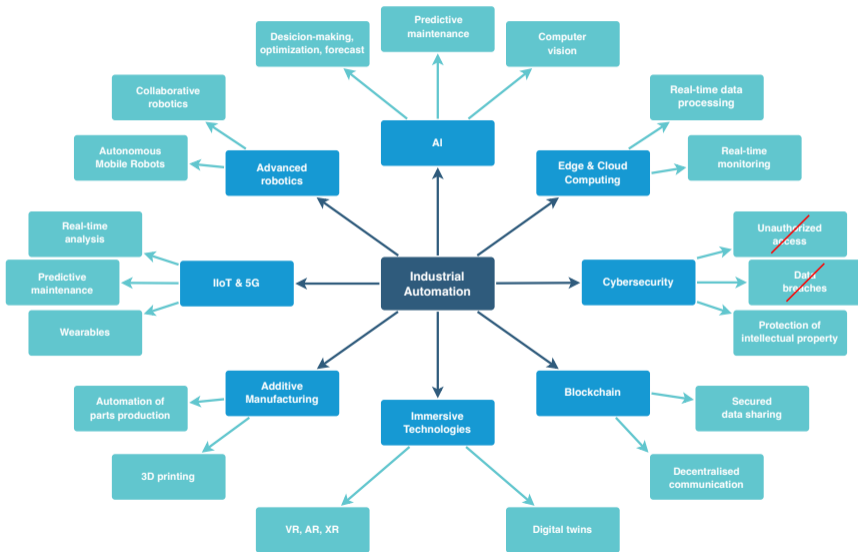 Desicion-making,
optimization, forecast
Predictive
maintenance
Computer
vision
Collaborative
robotics
Real-time data
processing
AI
Autonomous
Mobile Robots
Advanced
robotics
Edge & Cloud
Computing
Real-time
monitoring
Real-time
analysis
Unauthorized
access
Predictive
maintenance
IIoT & 5G
Industrial
Automation
Cybersecurity
Data
breaches
Wearables
Protection of
intellectual property
Automation of
parts production
Additive
Manufacturing
Immersive
Technologies
Blockchain
Secured
data sharing
3D printing
Decentralised
communication
VR, AR, XR
Digital twins